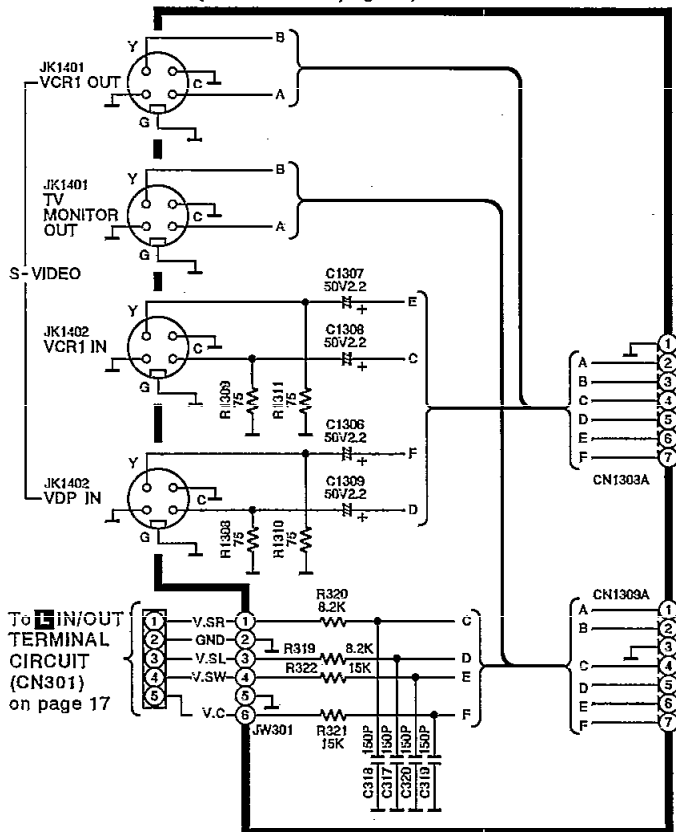 B
Y
JK1401
VCR1 OUT
C
A
G
B
JK1401
TV
MONITOR
OUT
Y
C
A
G
S-VIDEO
C1307
50V2.2
+
E
Y
JK1402
VCR1 IN
C1308
50V2.2
+
C
C
G
R1309
75
R1311
75
C1306
50V2.2
+
F
Y
JK1402
VDP IN
C1309
50V2.2
+
C
D
G
R1308
75
R1310
75
1
A 2
B 3
C 4
D 5
E 6
F 7
CN1303A
To L IN/OUT
TERMINAL
CIRCUIT
(CN301)
on page 17
1 V.SR 1
2 GND 2
3 V.SL 3
4 V.SW 4
5 5
V.C 6
JW301
R320
8.2K
C
R319 8.2K
D
R322 15K
E
R321
15K
F
150P
C318
150P
C317
150P
C320
150P
C319
CN1309A
A 1
B 2
3
C 4
D 5
E 6
F 7